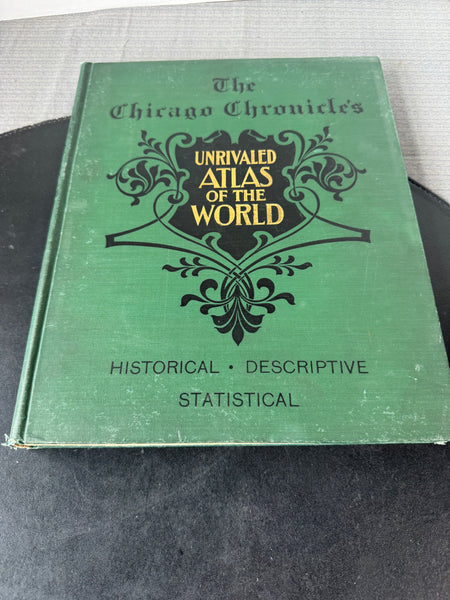 The
Chicago Chronicle's
UNRIVALED
ATLAS
OF THE
WORLD
HISTORICAL · DESCRIPTIVE
STATISTICAL